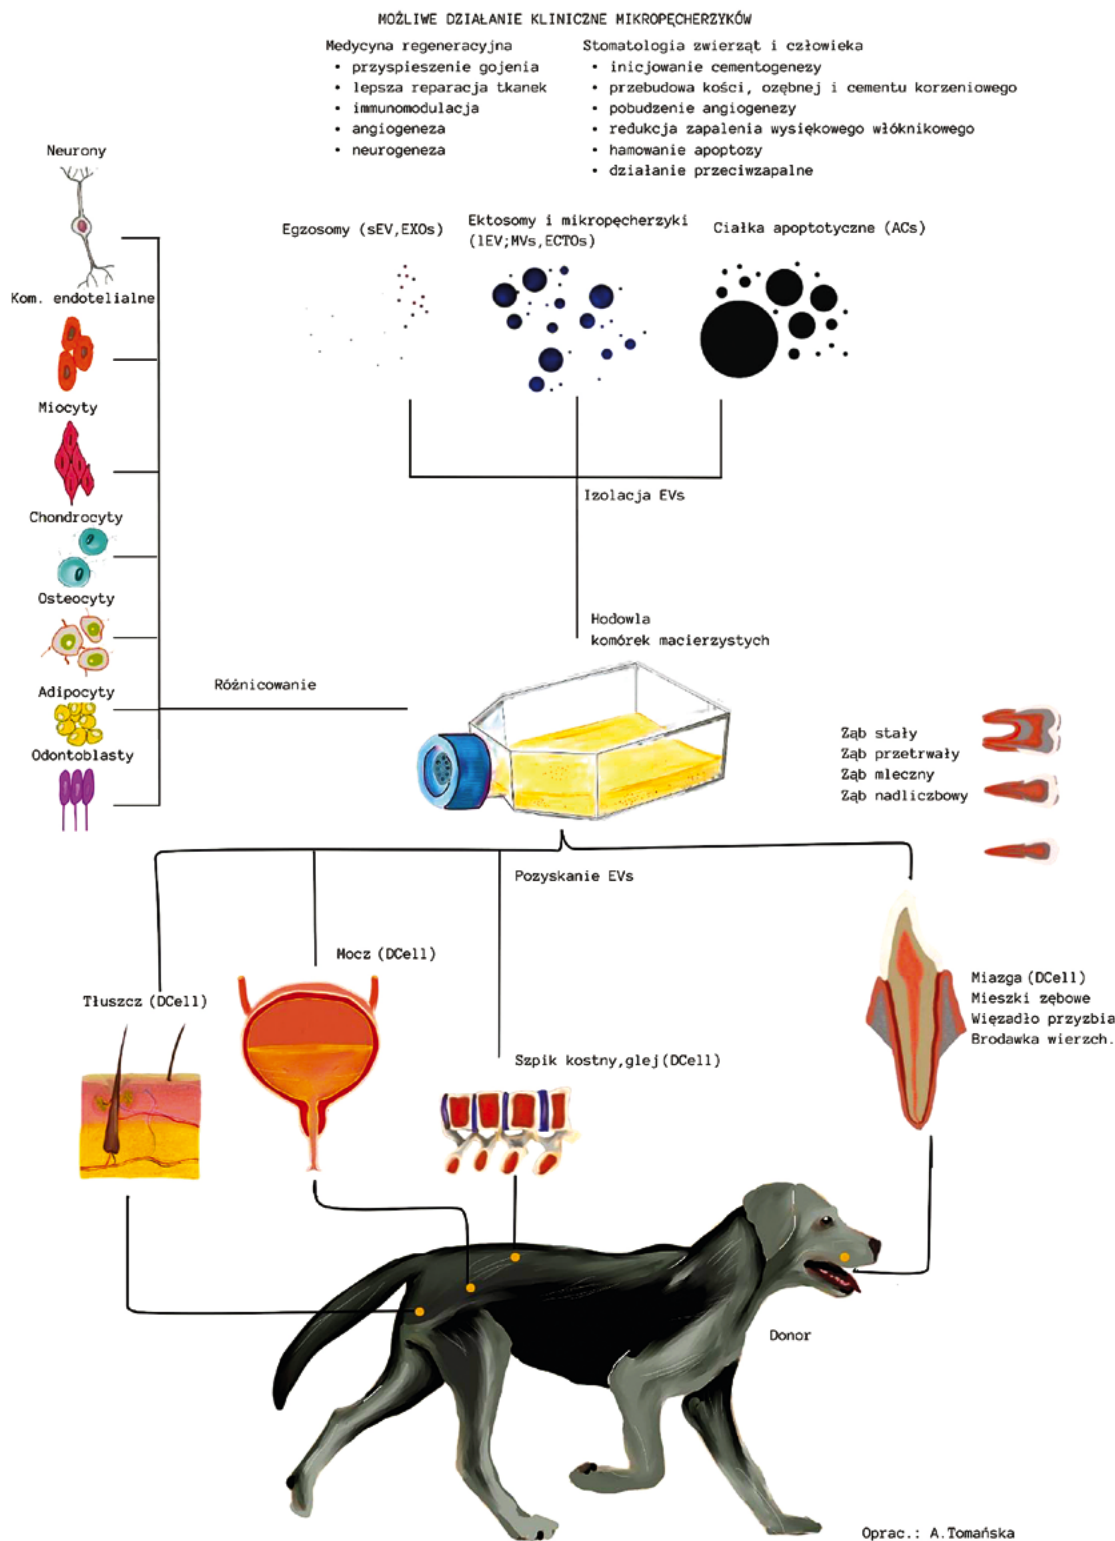 MOŻLIWE DZIAŁANIE KLINICZNE MIKROPĘCHERZYKÓW
Medycyna regeneracyjna
• przyspieszenie gojenia
• lepsza reparacja tkanek
• immunomodulacja
• angiogeneza
• neurogeneza
Stomatologia zwierząt i człowieka
• inicjowanie cementogenezy
• przebudowa kości, ozębnej i cementu korzeniowego
• pobudzenie angiogenezy
• redukcja zapalenia wysiękowego włóknikowego
• hamowanie apoptozy
• działanie przeciwzapalne
Neurony
Kom. endotelialne
Miocyty
Chondrocyty
Osteocyty
Adipocyty
Odontoblasty
Egzosomy (sEV,EXOs)
Ektosomy i mikropęcherzyki
(lEV;MVs,ECTOs)
Ciałka apoptotyczne (ACs)
Izolacja EVs
Hodowla
komórek macierzystych
Różnicowanie
Ząb stały
Ząb przetrwały
Ząb mleczny
Ząb nadliczbowy
Pozyskanie EVs
Tłuszcz (DCell)
Mocz (DCell)
Szpik kostny,glej(DCell)
Miazga (DCell)
Mieszki zębowe
Więzadło przyzbia
Brodawka wierzch.
Donor
Oprac.: A.Tomańska